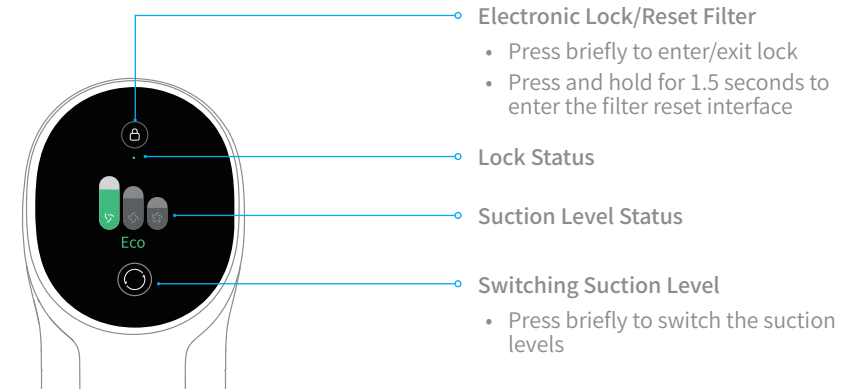 Electronic Lock/Reset Filter
• Press briefly to enter/exit lock
• Press and hold for 1.5 seconds to
enter the filter reset interface
Lock Status
Suction Level Status
Eco
Switching Suction Level
• Press briefly to switch the suction
levels